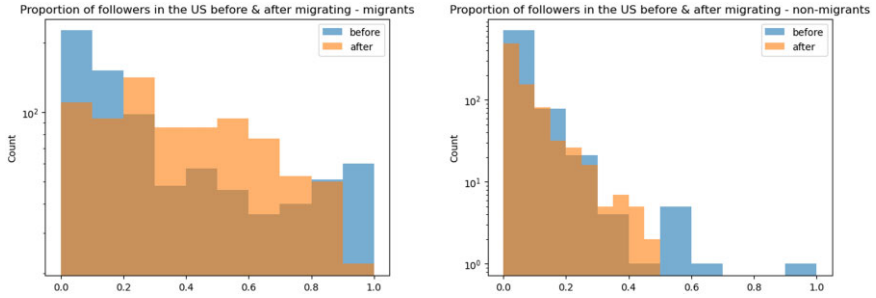 Proportion of followers in the US before & after migrating - migrants
before
after
Count
10²
0.0 0.2 0.4 0.6 0.8 1.0
Proportion of followers in the US before & after migrating - non-migrants
before
after
Count
10²
10¹
10⁰
0.0 0.2 0.4 0.6 0.8 1.0